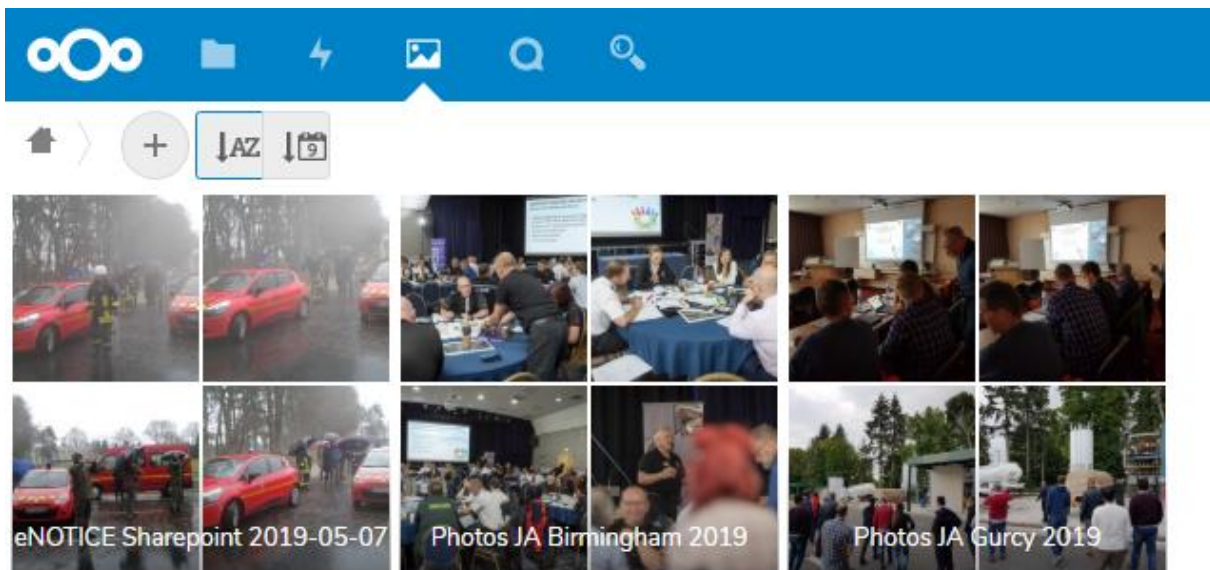 AZ
9
eNOTICE Sharepoint 2019-05-07
Photos JA Birmingham 2019
Photos JA Gurcy 2019